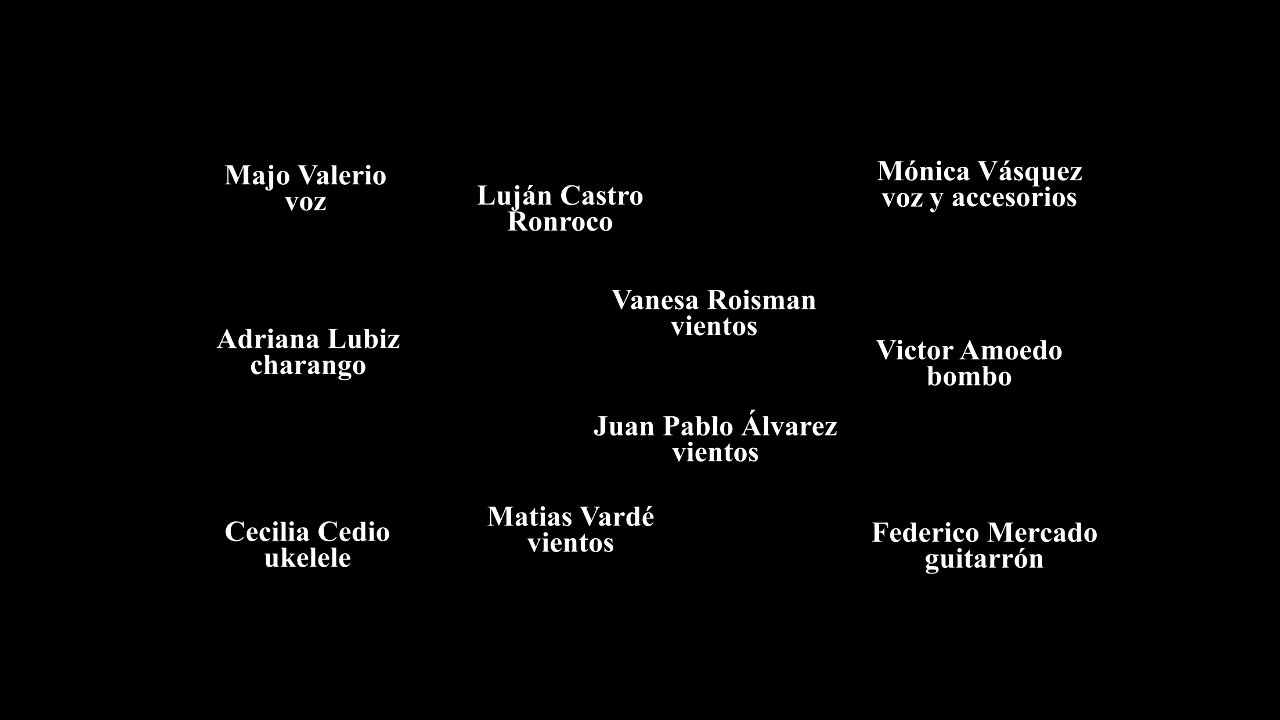 Majo Valerio
voz
Luján Castro
Ronroco
Mónica Vásquez
voz y accesorios
Vanesa Roisman
vientos
Adriana Lubiz
charango
Victor Amoedo
bombo
Juan Pablo Álvarez
vientos
Cecilia Cedio
ukelele
Matias Vardé
vientos
Federico Mercado
guitarrón